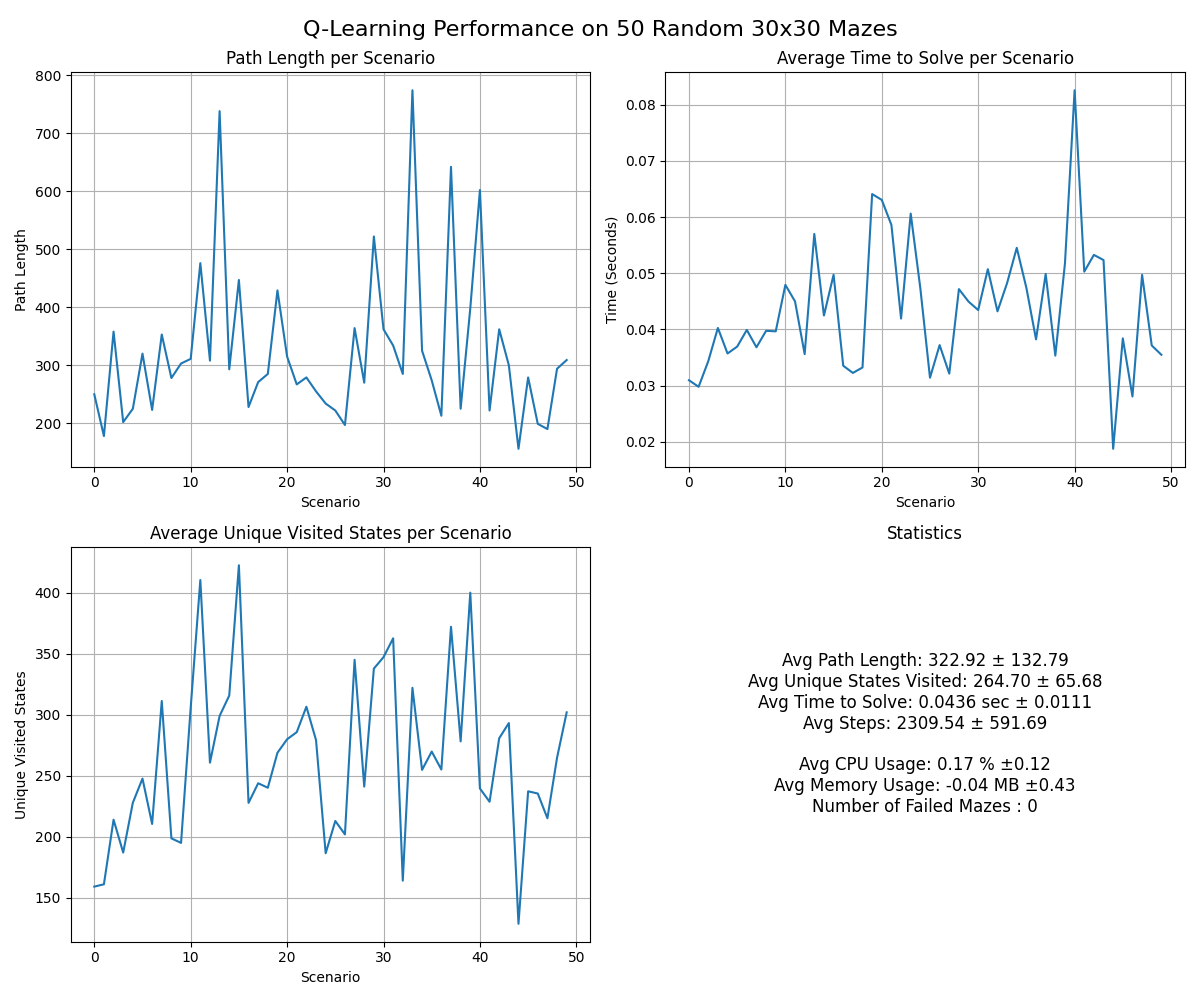 Q-Learning Performance on 50 Random 30x30 Mazes
Path Length per Scenario
800
700
600
500
400
300
200
Path Length
0 10 20 30 40 50
Scenario
Average Time to Solve per Scenario
0.08
0.07
0.06
0.05
0.04
0.03
0.02
Time (Seconds)
0 10 20 30 40 50
Scenario
Average Unique Visited States per Scenario
400
350
300
250
200
150
Unique Visited States
0 10 20 30 40 50
Scenario
Statistics
Avg Path Length: 322.92 ± 132.79
Avg Unique States Visited: 264.70 ± 65.68
Avg Time to Solve: 0.0436 sec ± 0.0111
Avg Steps: 2309.54 ± 591.69
Avg CPU Usage: 0.17 % ±0.12
Avg Memory Usage: -0.04 MB ±0.43
Number of Failed Mazes : 0